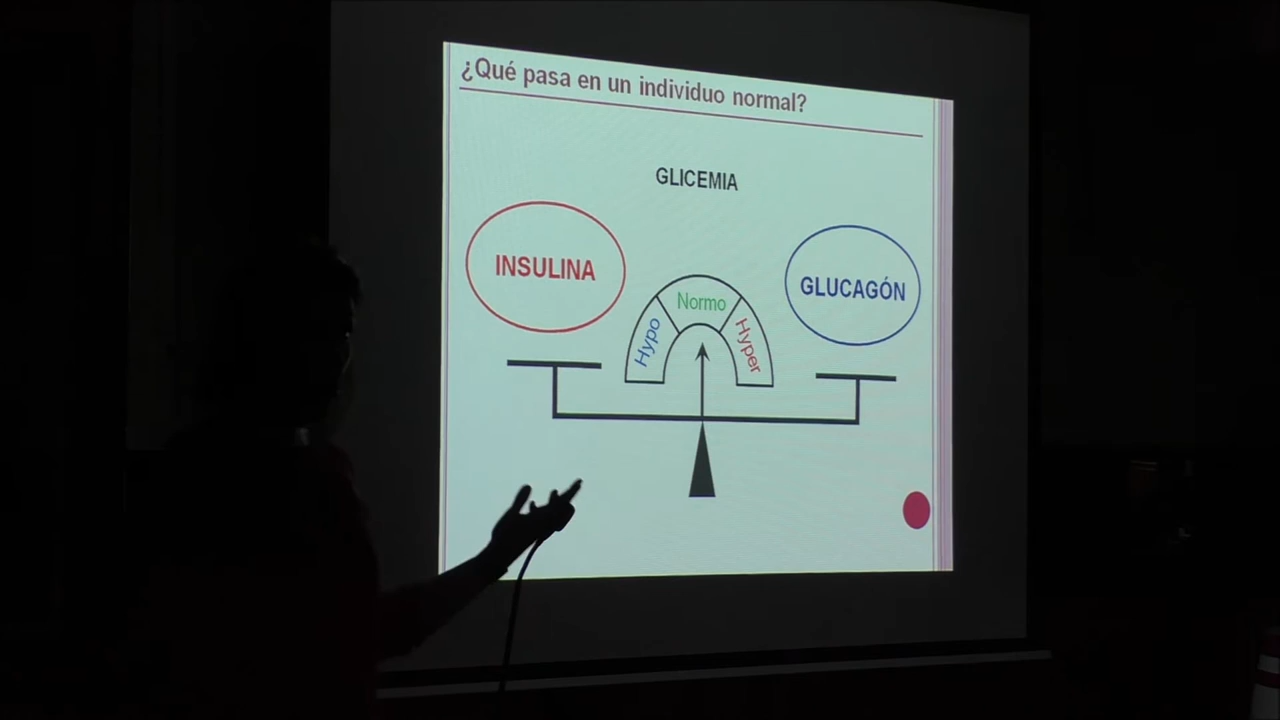 ¿Qué pasa en un individuo normal?
GLICEMIA
INSULINA
GLUCAGÓN
Normo
Hypo
Hyper